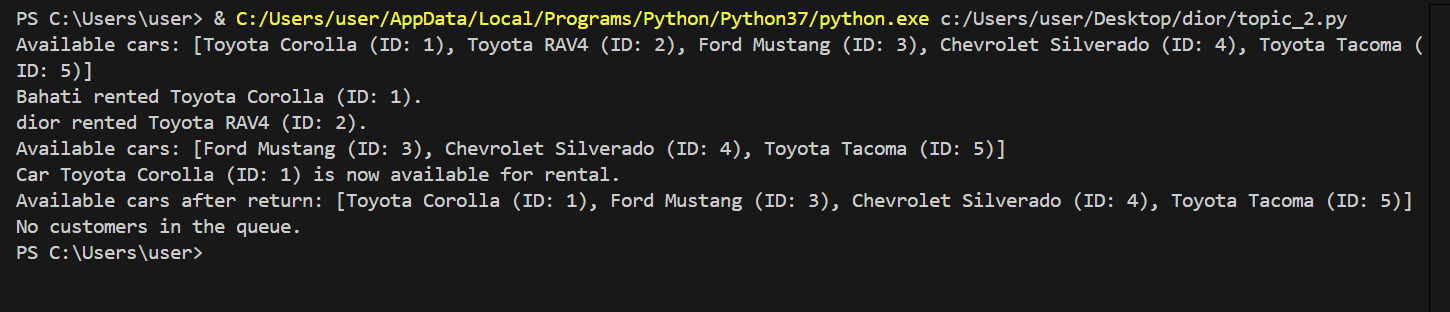 PS C:\Users\user> & C:/Users/user/AppData/Local/Programs/Python/Python37/python.exe c:/Users/user/Desktop/dior/topic_2.py
Available cars: [Toyota Corolla (ID: 1), Toyota RAV4 (ID: 2), Ford Mustang (ID: 3), Chevrolet Silverado (ID: 4), Toyota Tacoma (
ID: 5)]
Bahati rented Toyota Corolla (ID: 1).
dior rented Toyota RAV4 (ID: 2).
Available cars: [Ford Mustang (ID: 3), Chevrolet Silverado (ID: 4), Toyota Tacoma (ID: 5)]
Car Toyota Corolla (ID: 1) is now available for rental.
Available cars after return: [Toyota Corolla (ID: 1), Ford Mustang (ID: 3), Chevrolet Silverado (ID: 4), Toyota Tacoma (ID: 5)]
No customers in the queue.
PS C:\Users\user>